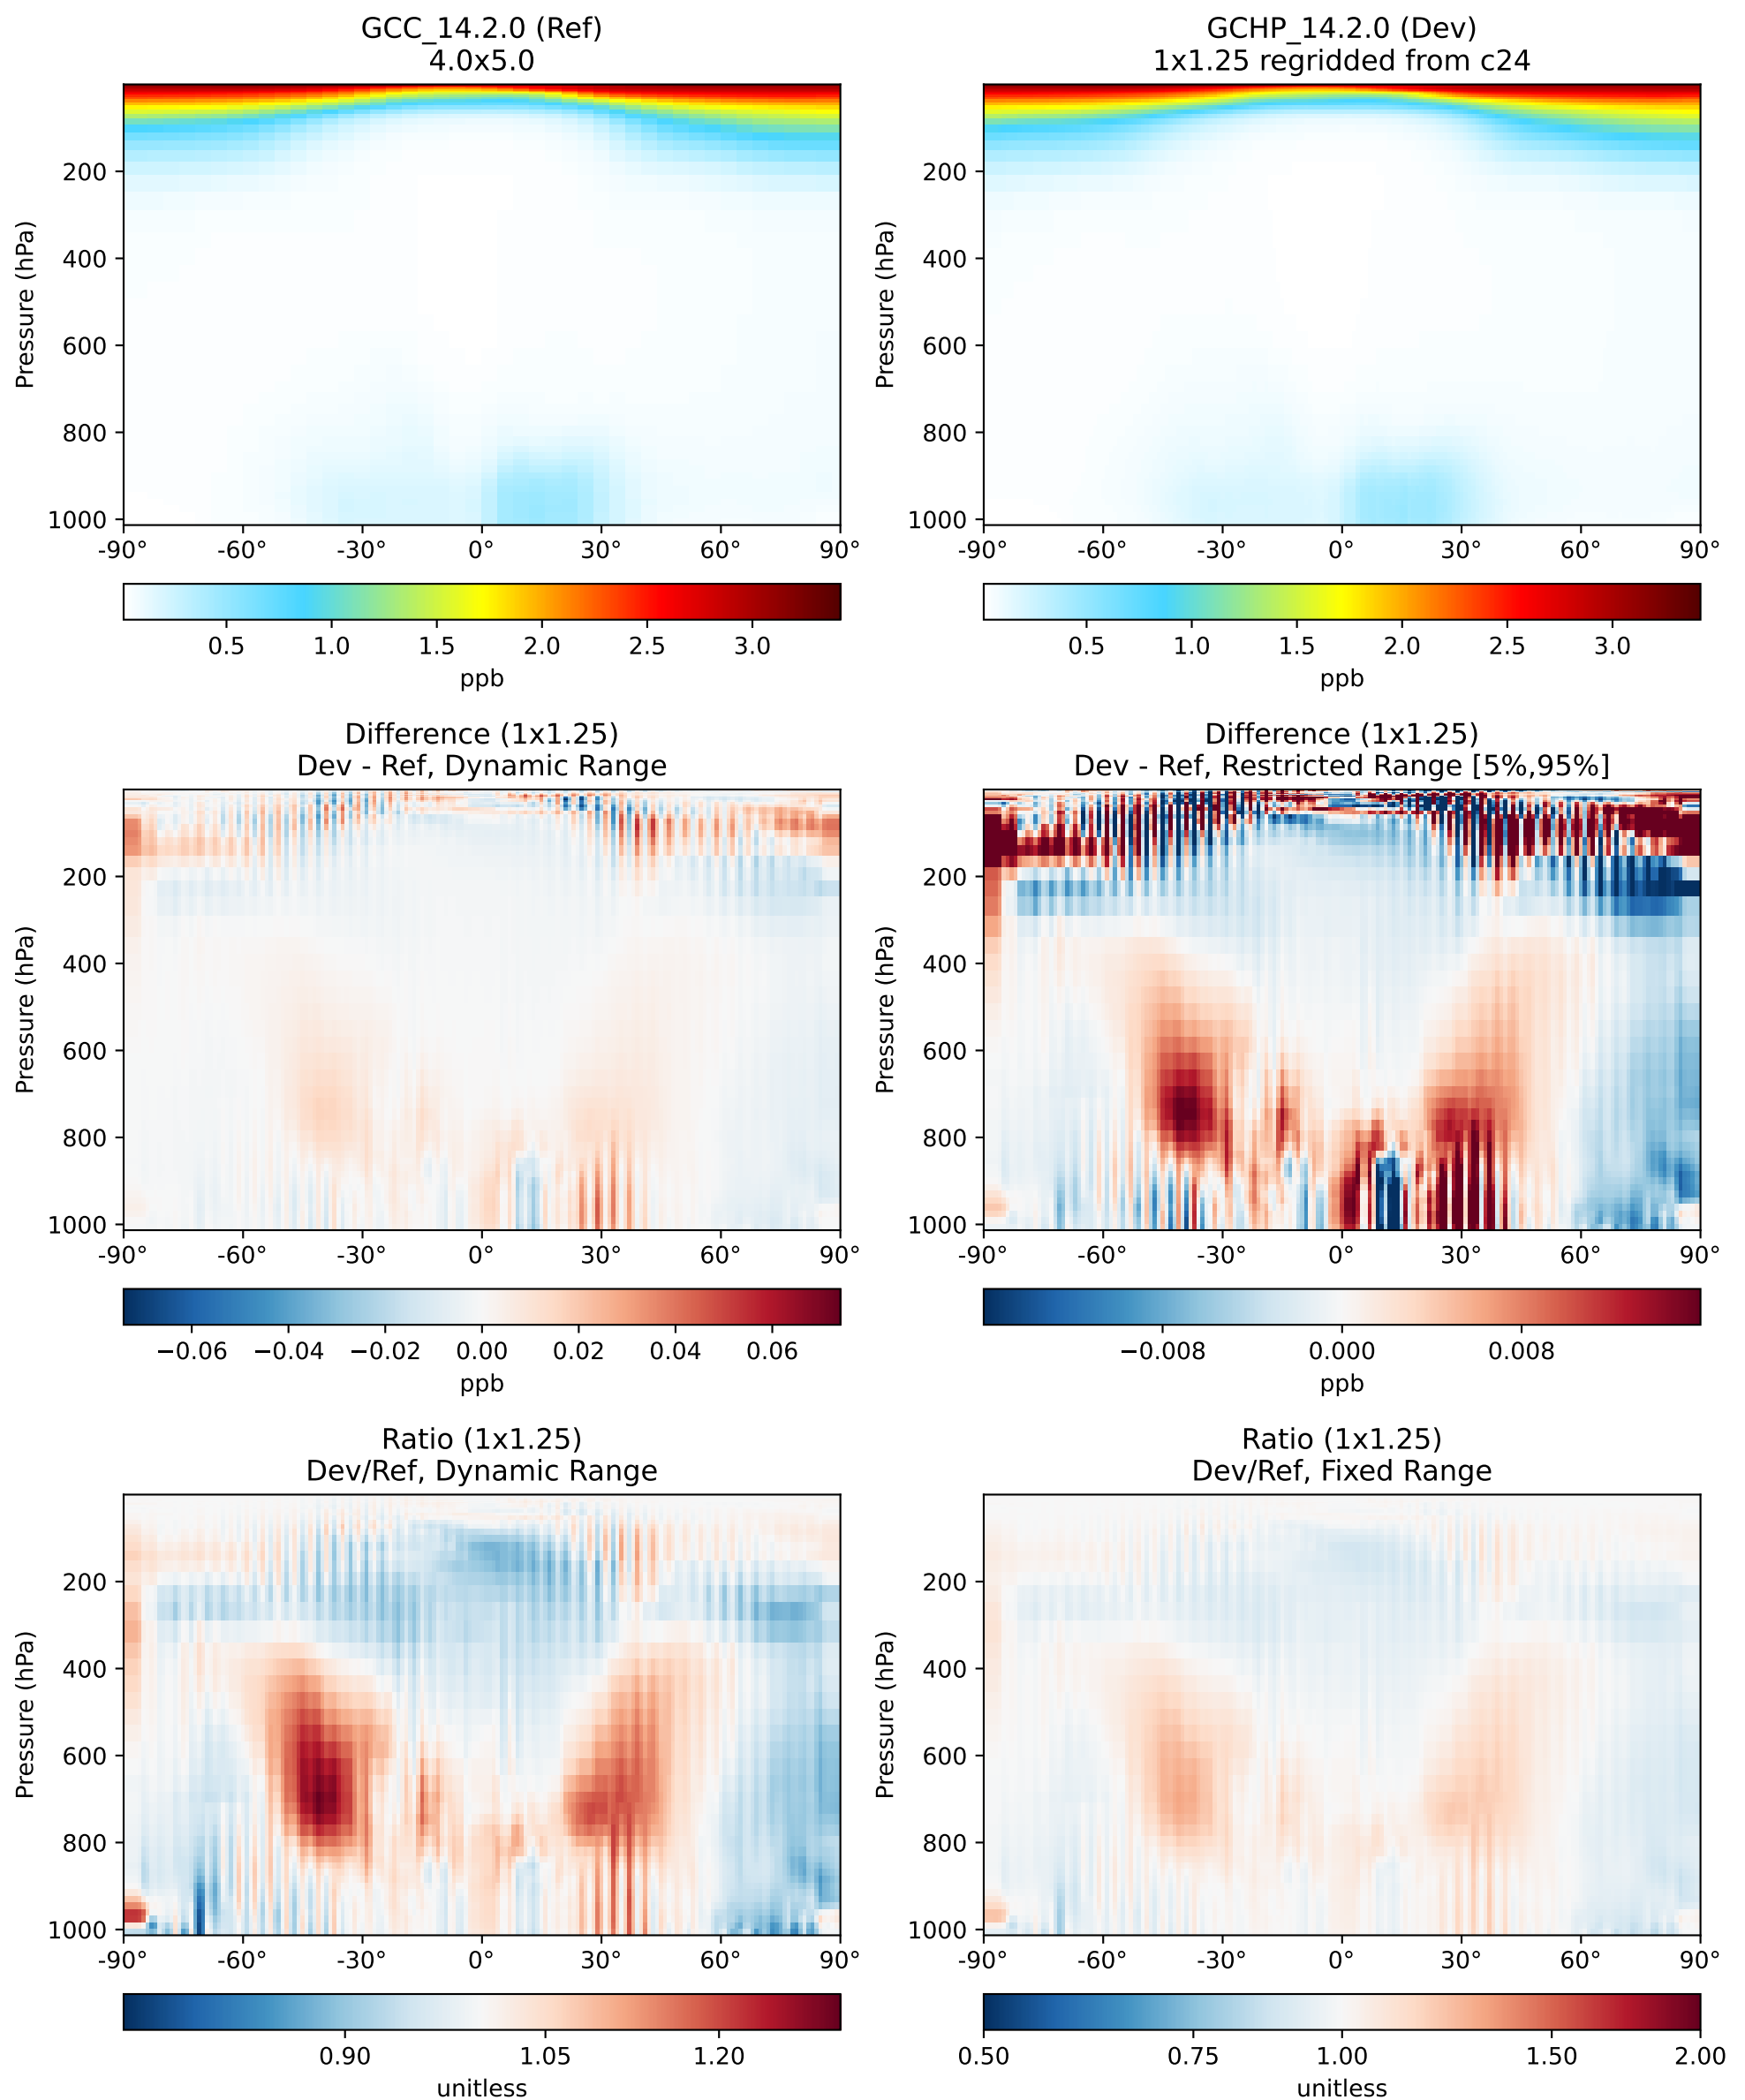 GCC_14.2.0 (Ref)
4.0x5.0
Pressure (hPa)
200
400
600
800
1000
-90° -60° -30° 0° 30° 60° 90°
0.5 1.0 1.5 2.0 2.5 3.0
ppb
GCHP_14.2.0 (Dev)
1x1.25 regridded from c24
Pressure (hPa)
200
400
600
800
1000
-90° -60° -30° 0° 30° 60° 90°
0.5 1.0 1.5 2.0 2.5 3.0
ppb
Difference (1x1.25)
Dev - Ref, Dynamic Range
Pressure (hPa)
200
400
600
800
1000
-90° -60° -30° 0° 30° 60° 90°
−0.06 −0.04 −0.02 0.00 0.02 0.04 0.06
ppb
Difference (1x1.25)
Dev - Ref, Restricted Range [5%,95%]
Pressure (hPa)
200
400
600
800
1000
-90° -60° -30° 0° 30° 60° 90°
−0.008 0.000 0.008
ppb
Ratio (1x1.25)
Dev/Ref, Dynamic Range
Pressure (hPa)
200
400
600
800
1000
-90° -60° -30° 0° 30° 60° 90°
0.90 1.05 1.20
unitless
Ratio (1x1.25)
Dev/Ref, Fixed Range
Pressure (hPa)
200
400
600
800
1000
-90° -60° -30° 0° 30° 60° 90°
0.50 0.75 1.00 1.50 2.00
unitless